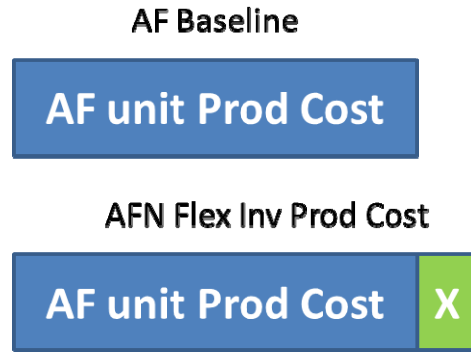 AF Baseline
AF unit Prod Cost
AFN Flex Inv Prod Cost
AF unit Prod Cost X